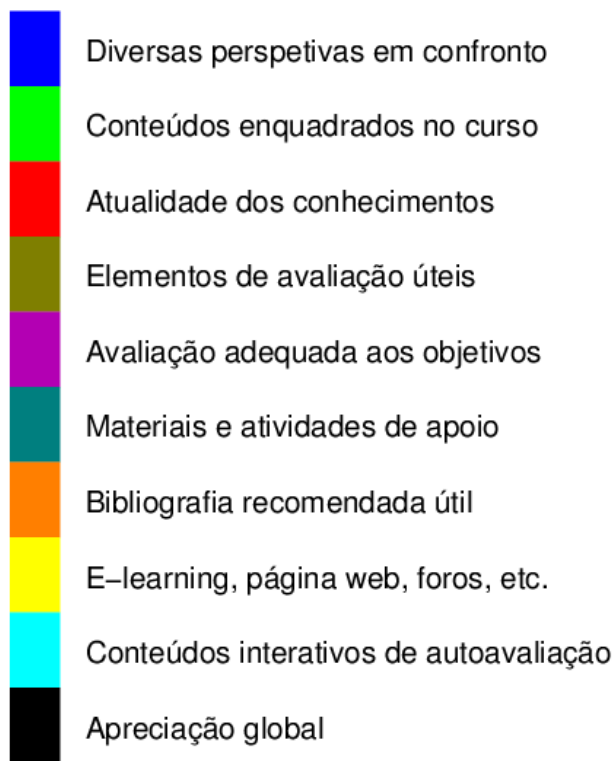 Diversas perspetivas em confronto
Conteúdos enquadrados no curso
Atualidade dos conhecimentos
Elementos de avaliação úteis
Avaliação adequada aos objetivos
Materiais e atividades de apoio
Bibliografia recomendada útil
E–learning, página web, foros, etc.
Conteúdos interativos de autoavaliação
Apreciação global